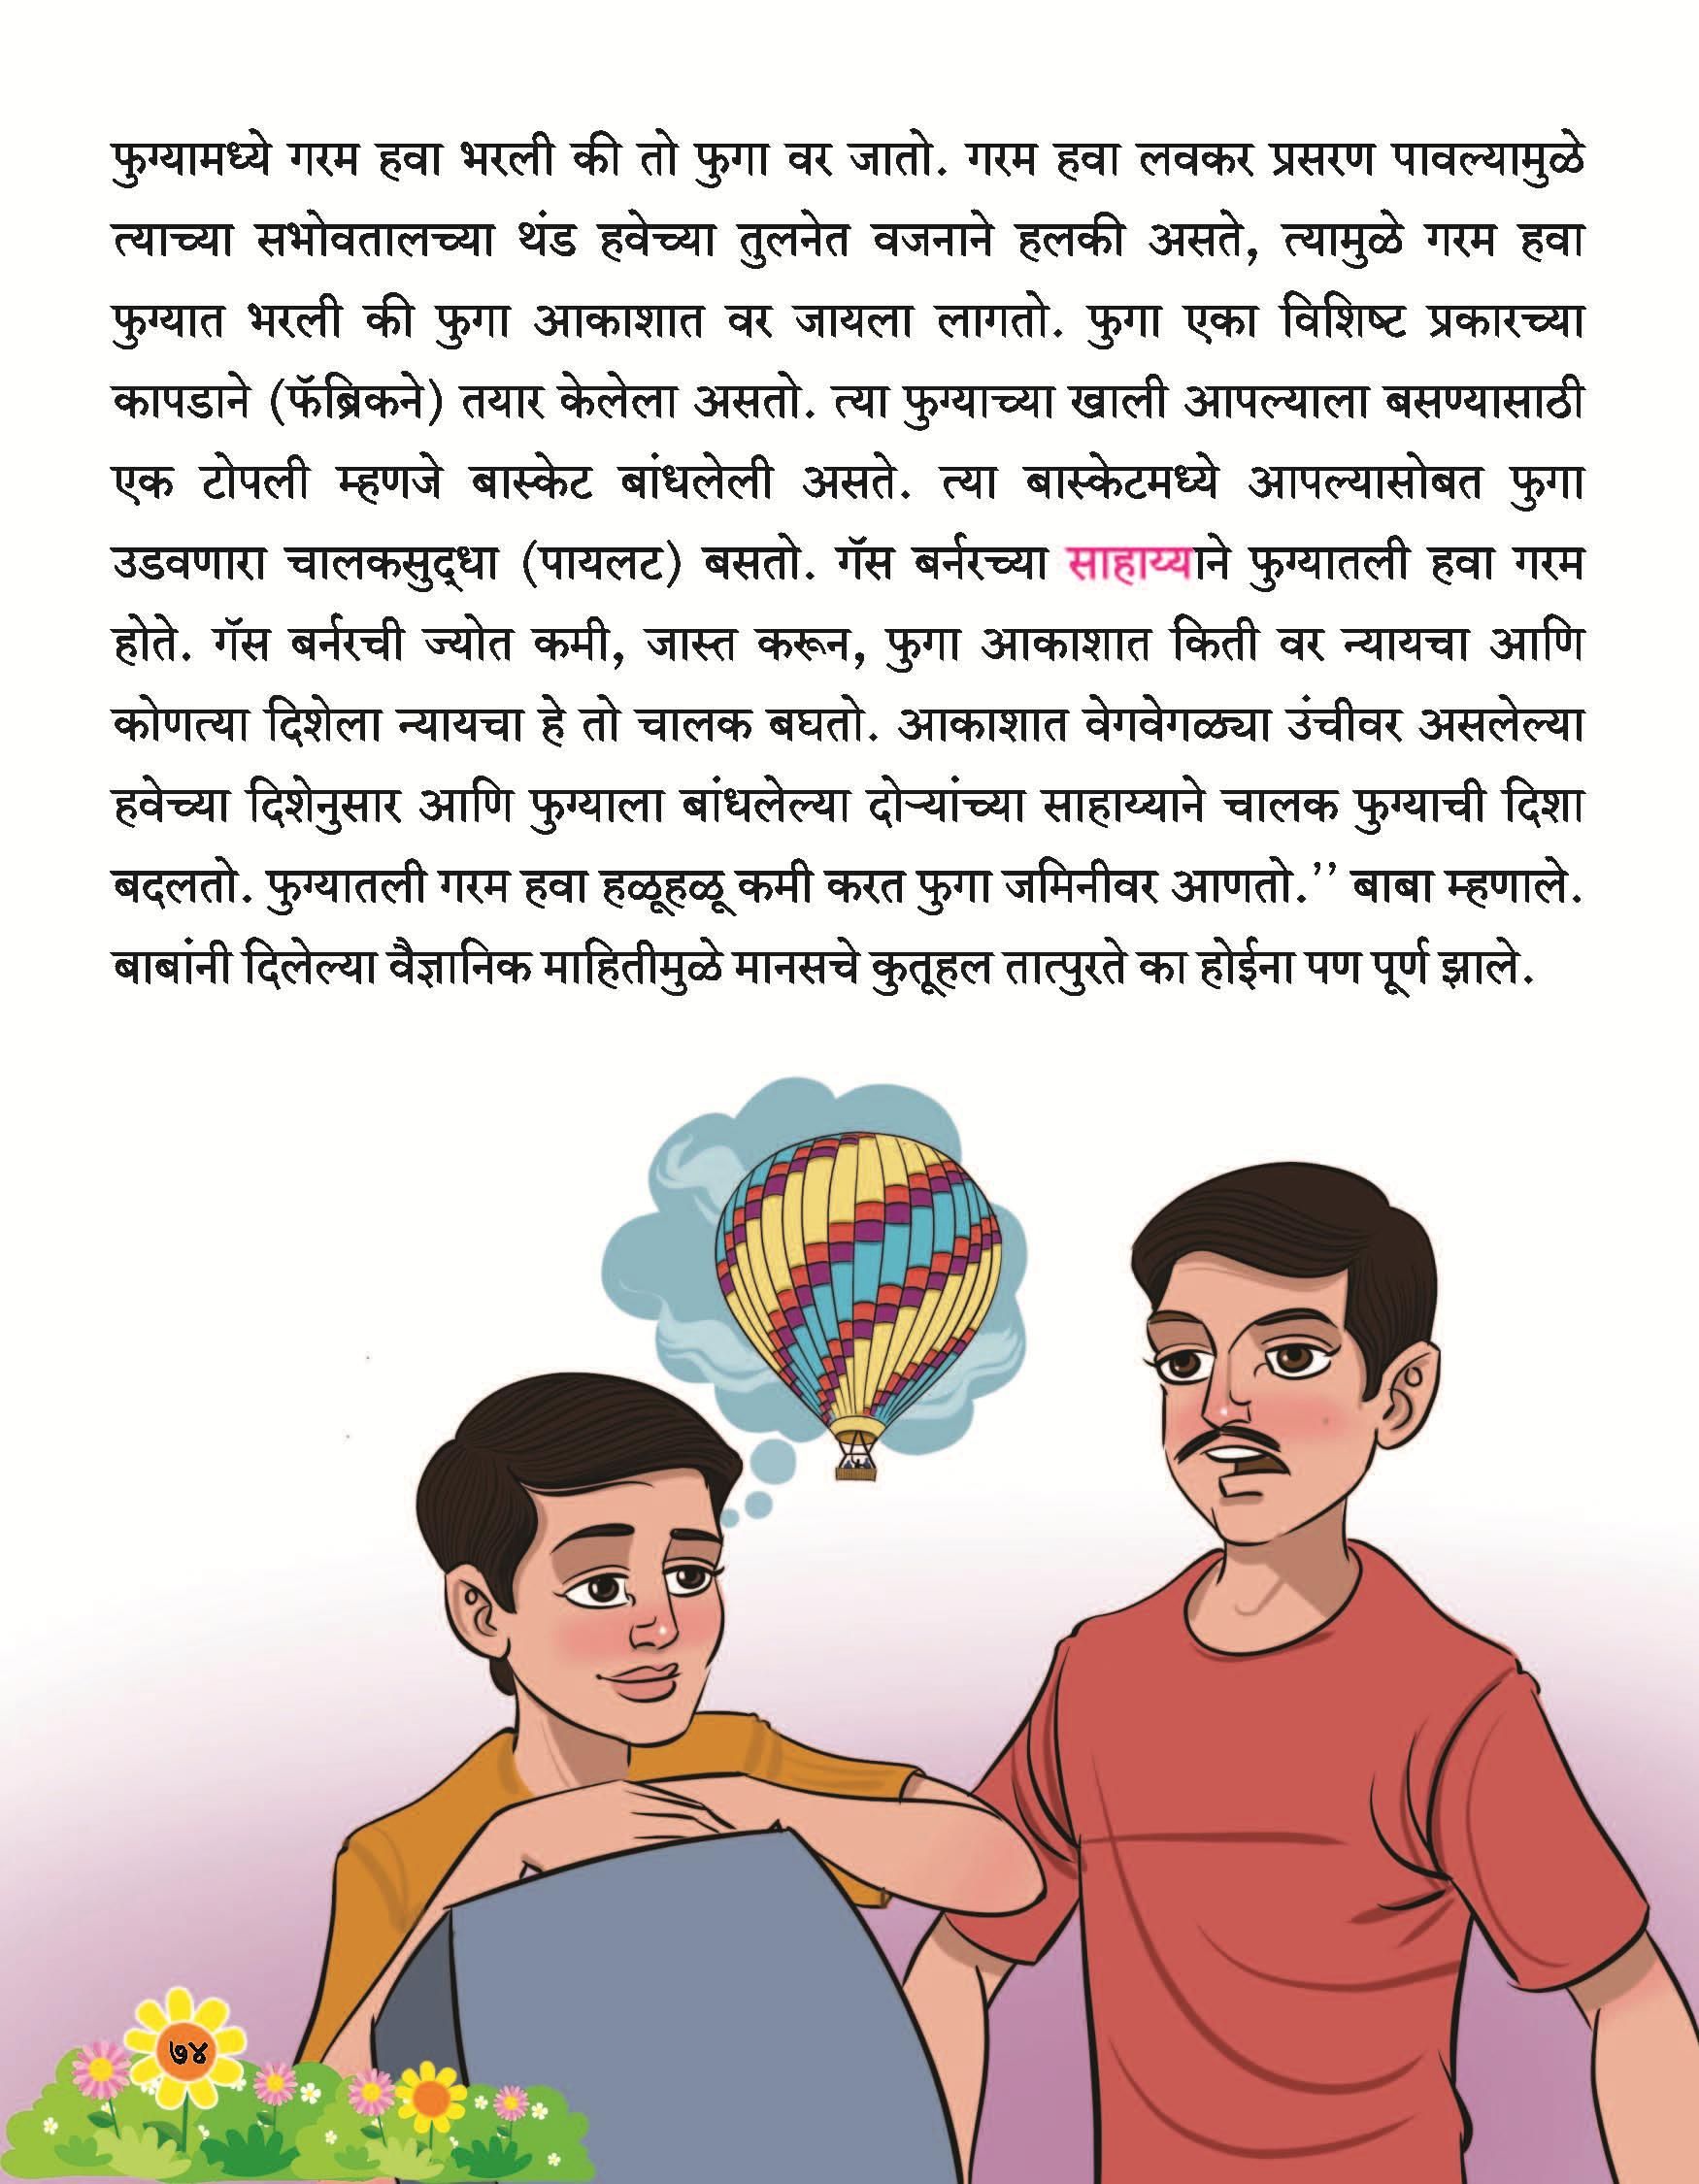 फुग्यामध्ये गरम हवा भरली की तो फुगा वर जातो. गरम हवा लवकर प्रसरण पावल्यामुळे
त्याच्या सभोवतालच्या थंड हवेच्या तुलनेत वजनाने हलकी असते, त्यामुळे गरम हवा
फुग्यात भरली की फुगा आकाशात वर जायला लागतो. फुगा एका विशिष्ट प्रकारच्या
कापडाने (फॅब्रिकने) तयार केलेला असतो. त्या फुग्याच्या खाली आपल्याला बसण्यासाठी
एक टोपली म्हणजे बास्केट बांधलेली असते. त्या बास्केटमध्ये आपल्यासोबत फुगा
उडवणारा चालकसुद्धा (पायलट) बसतो. गॅस बर्नरच्या साहाय्याने फुग्यातली हवा गरम
होते. गॅस बर्नरची ज्योत कमी, जास्त करून, फुगा आकाशात किती वर न्यायचा आणि
कोणत्या दिशेला न्यायचा हे तो चालक बघतो. आकाशात वेगवेगळ्या उंचीवर असलेल्या
हवेच्या दिशेनुसार आणि फुग्याला बांधलेल्या दोऱ्यांच्या साहाय्याने चालक फुग्याची दिशा
बदलतो. फुग्यातली गरम हवा हळूहळू कमी करत फुगा जमिनीवर आणतो.’’ बाबा म्हणाले.
बाबांनी दिलेल्या वैज्ञानिक माहितीमुळे मानसचे कुतूहल तात्पुरते का होईना पण पूर्ण झाले.
७४